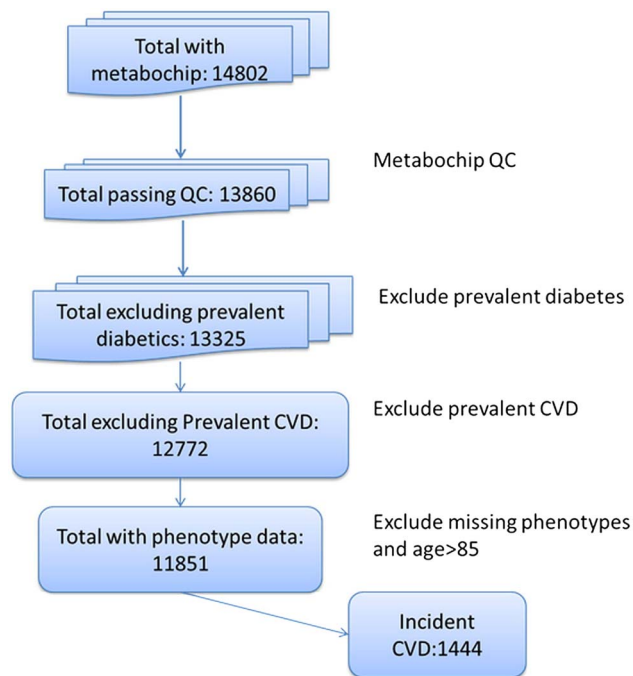 Total with
metabochip: 14802
Metabochip QC
Total passing QC: 13860
Exclude prevalent diabetes
Total excluding prevalent
diabetics: 13325
Exclude prevalent CVD
Total excluding Prevalent CVD:
12772
Exclude missing phenotypes
and age>85
Total with phenotype data:
11851
Incident
CVD:1444